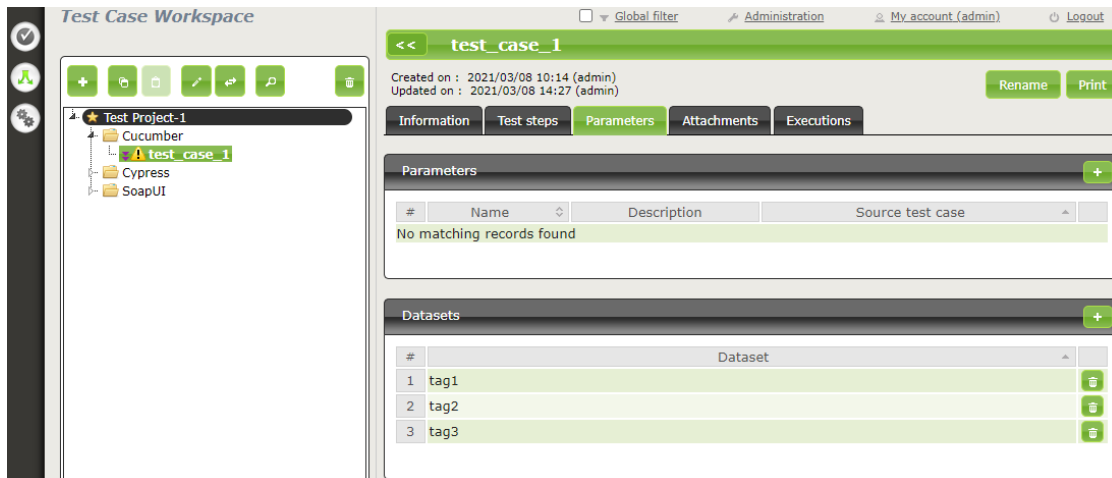 Test Case Workspace
Global filter
Administration
My account (admin)
Logout
<< test_case_1
Created on : 2021/03/08 10:14 (admin)
Updated on : 2021/03/08 14:27 (admin)
Rename
Print
Test Project-1
Cucumber
test_case_1
Cypress
SoapUI
Information Test steps Parameters Attachments Executions
Parameters
+
# Name Description Source test case
No matching records found
Datasets
+
# Dataset
1 tag1
2 tag2
3 tag3